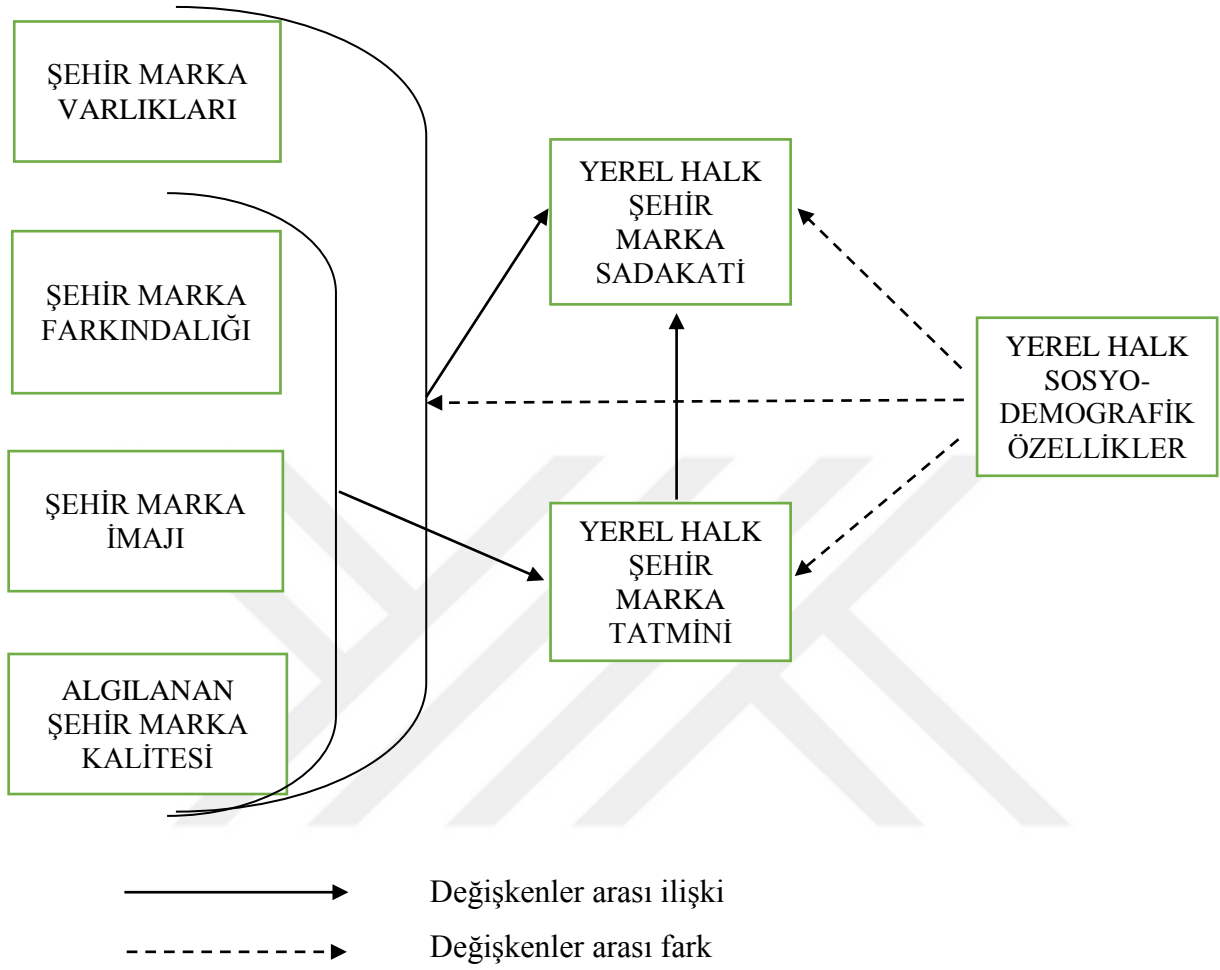 ŞEHİR MARKA
VARLIKLARI
ŞEHİR MARKA
FARKINDALIĞI
ŞEHİR MARKA
İMAJI
ALGILANAN
ŞEHİR MARKA
KALİTESİ
YEREL HALK
ŞEHİR
MARKA
SADAKATİ
YEREL HALK
ŞEHİR
MARKA
TATMİNİ
YEREL HALK
SOSYO-
DEMOGRAFİK
ÖZELLİKLER
Değişkenler arası ilişki
Değişkenler arası fark